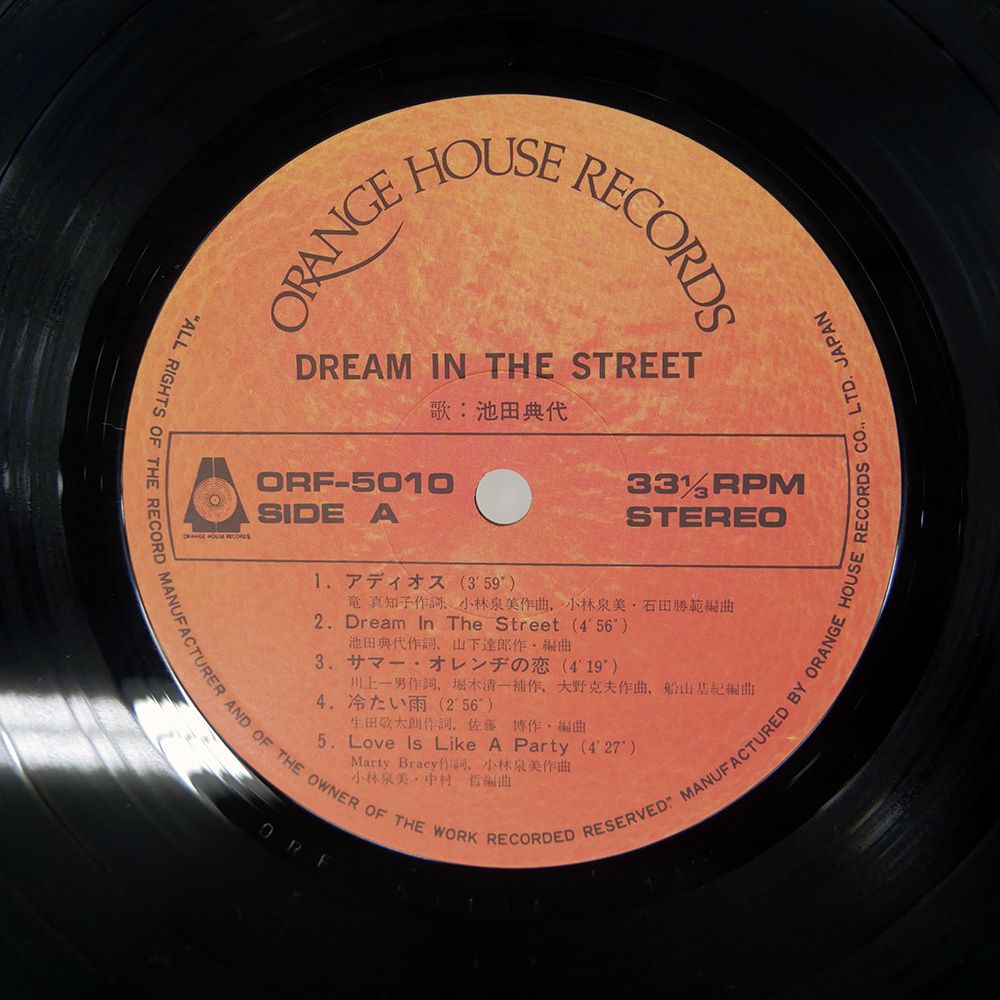 ORANGE HOUSE RECORDS
DREAM IN THE STREET
歌：池田典代
ORF-5010
SIDE A
33⅓RPM
STEREO
ORANGE HOUSE RECORDS
1. アディオス (3'59")
竜 真知子作詞, 小林泉美作曲, 小林泉美・石田勝範編曲
2. Dream In The Street (4'56")
池田典代作詞, 山下達郎作・編曲
3. サマー・オレンヂの恋 (4'19")
川上一男作詞, 堀木清一補作, 大野克夫作曲, 船山基紀編曲
4. 冷たい雨 (2'56")
生田敬太朗作詞, 佐藤 博作・編曲
5. Love Is Like A Party (4'27")
Marty Bracy作詞, 小林泉美作曲
小林泉美・中村 哲編曲
"ALL RIGHTS OF THE RECORD MANUFACTURER AND OF THE OWNER OF THE WORK RECORDED RESERVED." MANUFACTURED BY ORANGE HOUSE RECORDS CO., LTD. JAPAN
ORF 5010A